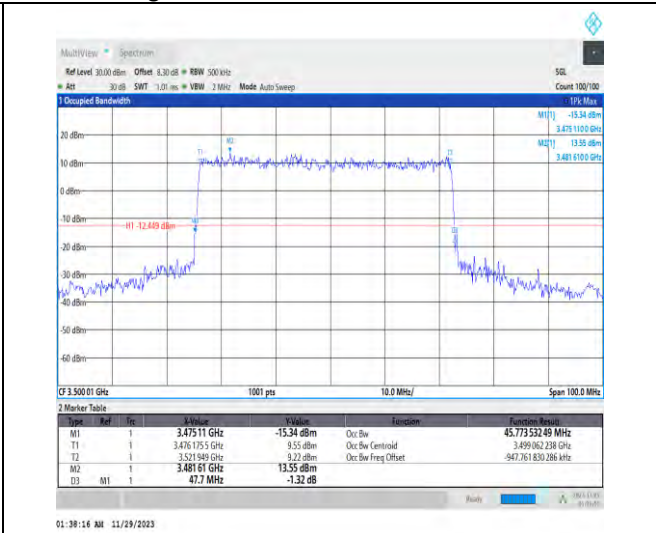 MultiView Spectrum
Ref Level 30.00 dBm Offset 8.30 dB RBW 500 kHz SGL
Att 30 dB SWT 1.01 ms VBW 2 MHz Mode Auto Sweep Count 100/100
1 Occupied Bandwidth 1Pk Max
M1[1] -15.34 dBm
3.475 110 0 GHz
M2[1] 13.55 dBm
3.481 610 0 GHz
20 dBm
M2
T1
10 dBm
0 dBm
-10 dBm
H1 -12.449 dBm
-20 dBm
-30 dBm
-40 dBm
-50 dBm
-60 dBm
CF 3.500 01 GHz 1001 pts 10.0 MHz/ Span 100.0 MHz
2 Marker Table
Type Ref Trc X-Value Y-Value Function Function Result
M1 1 3.475 11 GHz -15.34 dBm Occ Bw 45.773 532 49 MHz
T1 1 3.476 175 5 GHz 9.55 dBm Occ Bw Centroid 3.499 062 238 GHz
T2 1 3.521 949 GHz 9.22 dBm Occ Bw Freq Offset -947.761 830 286 kHz
M2 1 3.481 61 GHz 13.55 dBm
D3 M1 1 47.7 MHz -1.32 dB
Ready
01:38:16 AM 11/29/2023